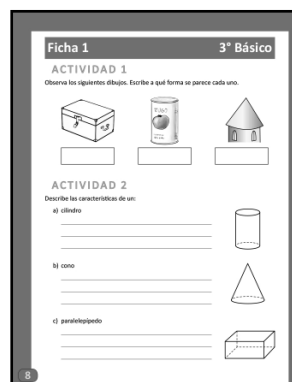 Ficha 1 3° Básico
ACTIVIDAD 1
Observa los siguientes dibujos. Escribe a qué forma se parece cada uno.
ACTIVIDAD 2
Describe las características de un:
a) cilindro
b) cono
c) paralelepípedo
8